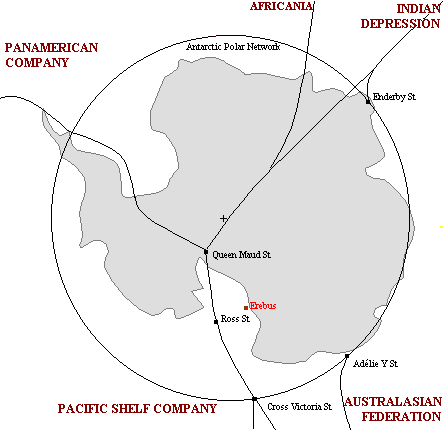 AFRICANIA
INDIAN
DEPRESSION
PANAMERICAN
COMPANY
Antarctic Polar Network
Enderby St.
Queen Maud St.
Erebus
Ross St.
Adélie Y St.
PACIFIC SHELF COMPANY
Cross Victoria St.
AUSTRALASIAN
FEDERATION